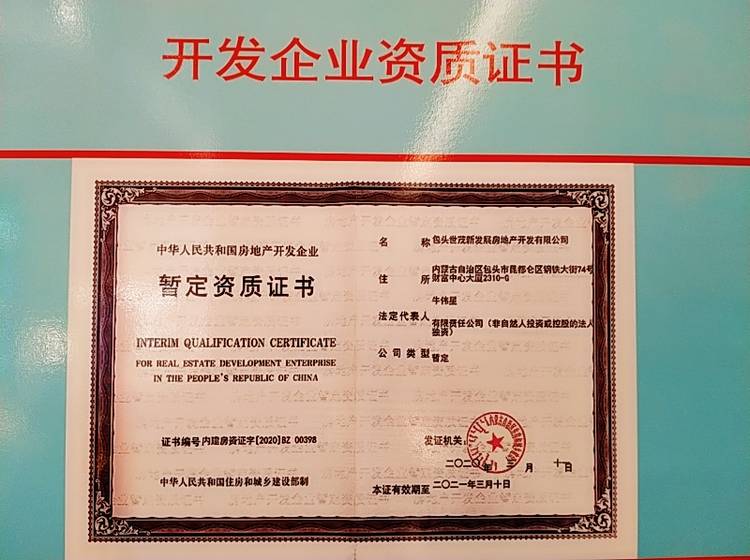 开发企业资质证书
中华人民共和国房地产开发企业
暂定资质证书
INTERIM QUALIFICATION CERTIFICATE
FOR REAL ESTATE DEVELOPMENT ENTERPRISE
IN THE PEOPLE'S REPUBLIC OF CHINA
证书编号 内建房资证字[2020]BZ 00398
中华人民共和国住房和城乡建设部制
名 称 包头世茂新发展房地产开发有限公司
住 所 内蒙古自治区包头市昆都仑区钢铁大街74号
财富中心大厦2310-G
法定代表人 牛伟星
公司类型 有限责任公司（非自然人投资或控股的法人
独资）
暂定
发证机关:
二〇二〇年 月 十 日
本证有效期至 二〇二一年三月十日